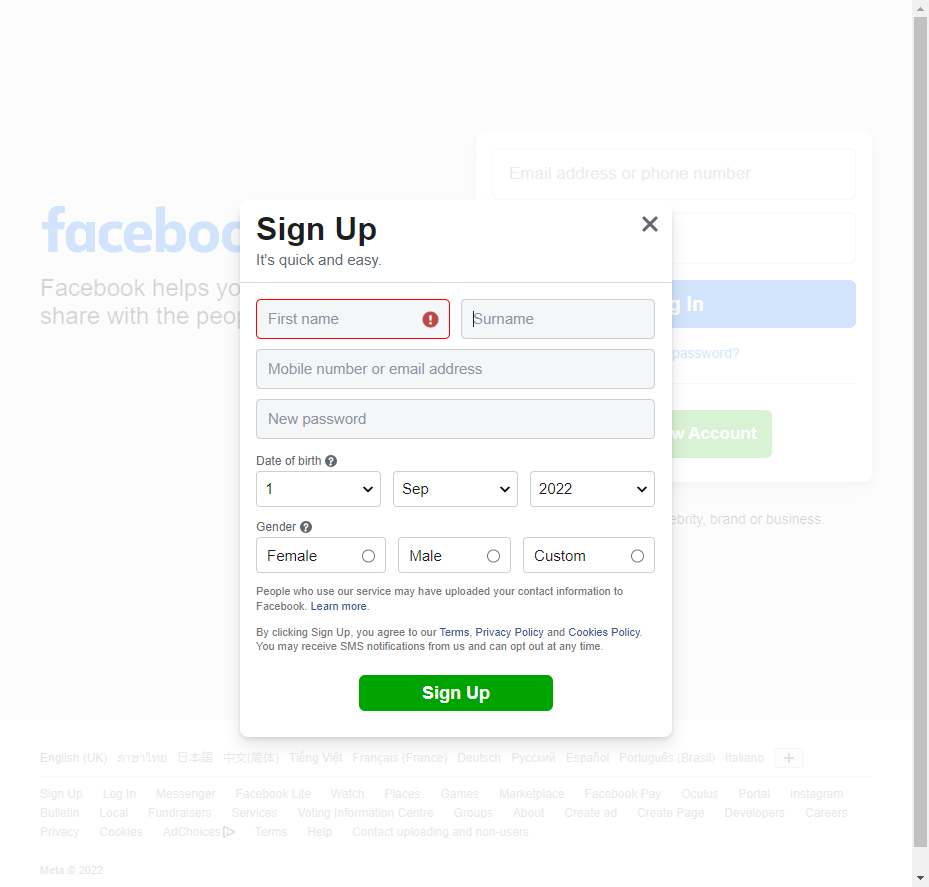 Email address or phone number
faceboo
Sign Up
It's quick and easy.
Facebook helps yo
share with the peop
g In
First name
Surname
password?
Mobile number or email address
New password
w Account
Date of birth
1
Sep
2022
ebrity, brand or business.
Gender
Female
Male
Custom
People who use our service may have uploaded your contact information to
Facebook. Learn more.
By clicking Sign Up, you agree to our Terms, Privacy Policy and Cookies Policy.
You may receive SMS notifications from us and can opt out at any time.
Sign Up
English (UK) ภาษาไทย 日本語 中文(简体) Tiếng Việt Français (France) Deutsch Русский Español Português (Brasil) Italiano
Sign Up Log In Messenger Facebook Lite Watch Places Games Marketplace Facebook Pay Oculus Portal Instagram
Bulletin Local Fundraisers Services Voting Information Centre Groups About Create ad Create Page Developers Careers
Privacy Cookies AdChoices Terms Help Contact uploading and non-users
Meta © 2022